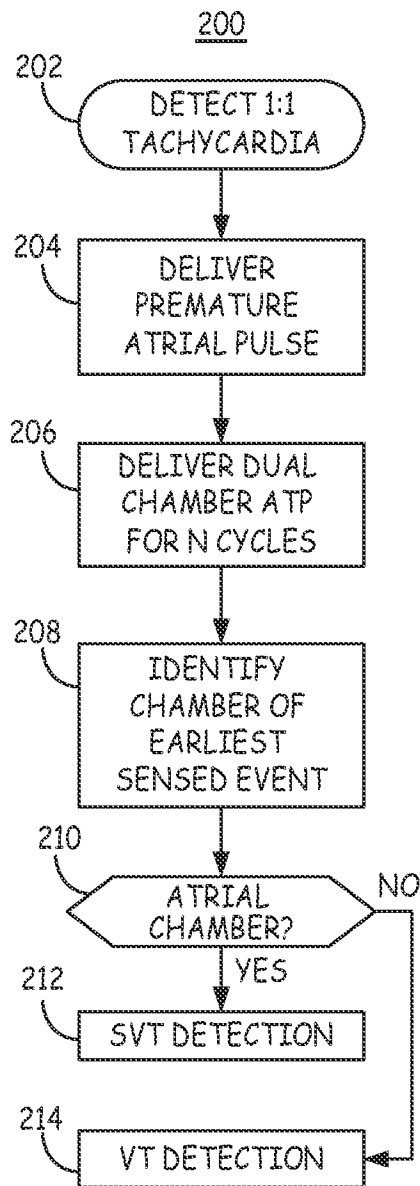 200
202
DETECT 1:1
TACHYCARDIA
204
DELIVER
PREMATURE
ATRIAL PULSE
206
DELIVER DUAL
CHAMBER ATP
FOR N CYCLES
208
IDENTIFY
CHAMBER OF
EARLIEST
SENSED EVENT
210
ATRIAL
CHAMBER?
NO
YES
212
SVT DETECTION
214
VT DETECTION